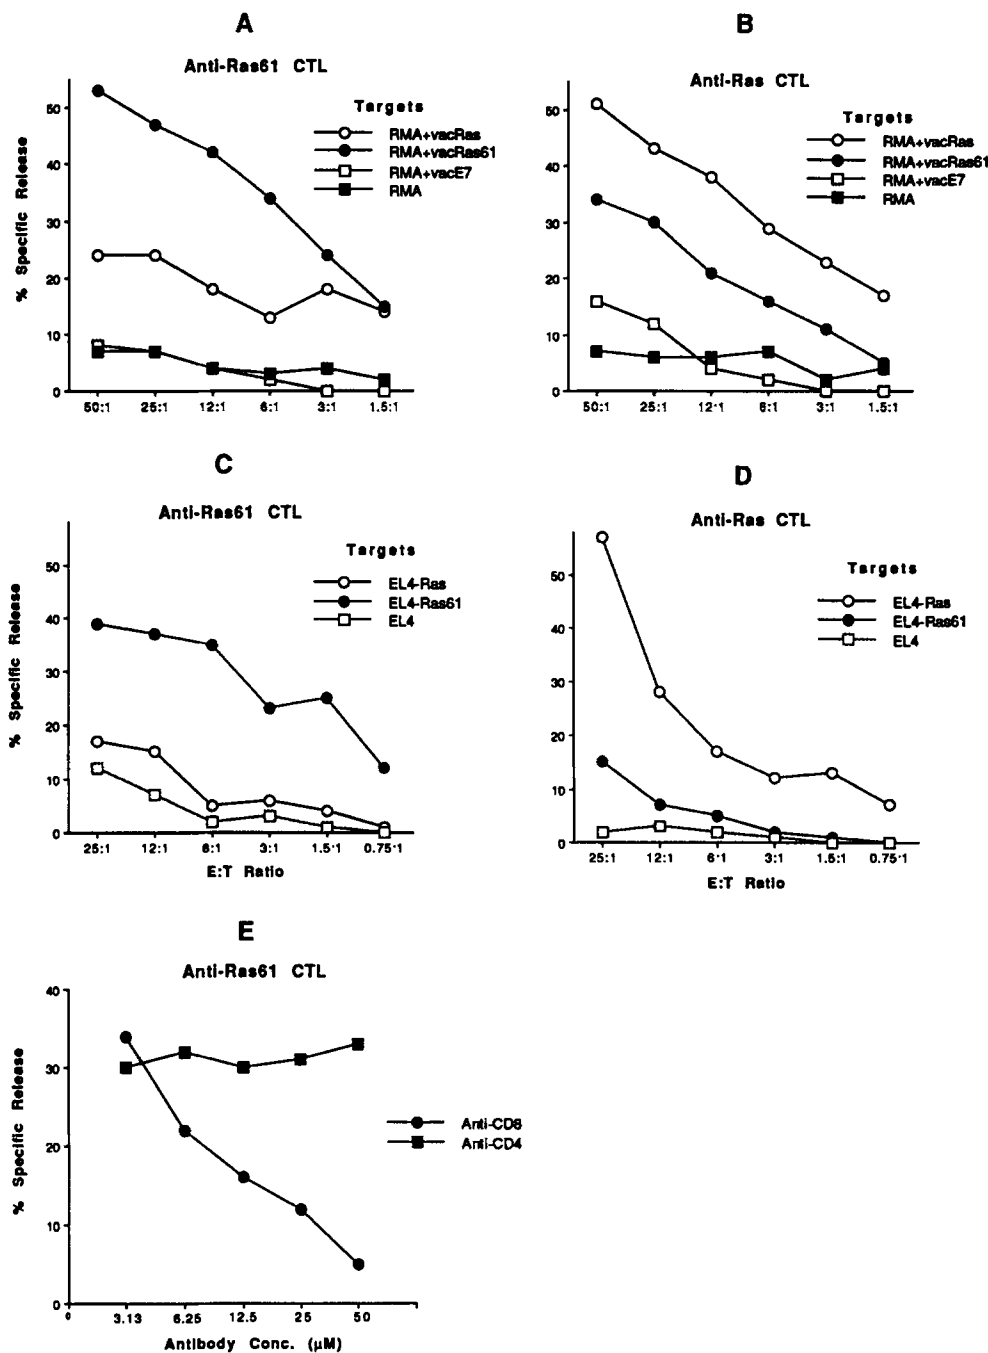 A
Anti-Ras61 CTL
% Specific Release
50
40
30
20
10
0
50:1 25:1 12:1 6:1 3:1 1.5:1
Targets
RMA+vacRas
RMA+vacRas61
RMA+vacE7
RMA
B
Anti-Ras CTL
50
40
30
20
10
0
50:1 25:1 12·1 6:1 3:1 1.5:1
Targets
RMA+vacRas
RMA+vacRas61
RMA+vacE7
RMA
C
Anti-Ras61 CTL
% Specific Release
50
40
30
20
10
0
25:1 12:1 6:1 3:1 1.5:1 0.75·1
E:T Ratio
Targets
EL4-Ras
EL4-Ras61
EL4
D
Anti-Ras CTL
50
40
30
20
10
0
25:1 12:1 6·1 3:1 1.5:1 0.75·1
E:T Ratio
Targets
EL4-Ras
EL4-Ras61
EL4
E
Anti-Ras61 CTL
% Specific Release
40
30
20
10
0
0 3.13 6.25 12.5 25 50
Antibody Conc. (µM)
Anti-CD8
Anti-CD4